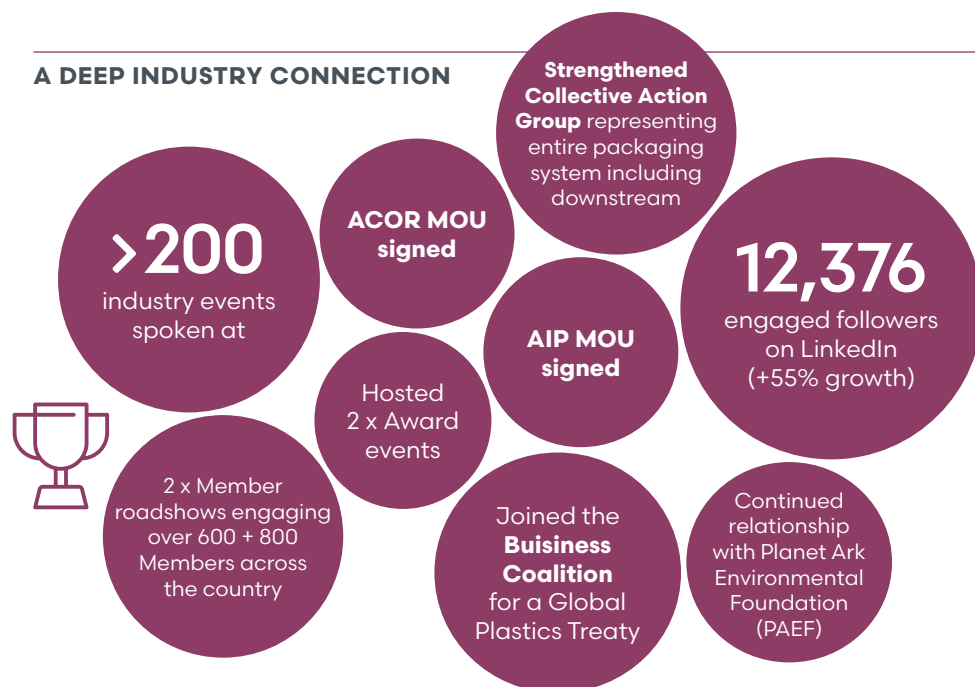 A DEEP INDUSTRY CONNECTION
Strengthened
Collective Action
Group representing
entire packaging
system including
downstream
>200
industry events
spoken at
ACOR MOU
signed
12,376
engaged followers
on LinkedIn
(+55% growth)
AIP MOU
signed
Hosted
2 x Award
events
2 x Member
roadshows engaging
over 600 + 800
Members across
the country
Joined the
Buisiness
Coalition
for a Global
Plastics Treaty
Continued
relationship
with Planet Ark
Environmental
Foundation
(PAEF)